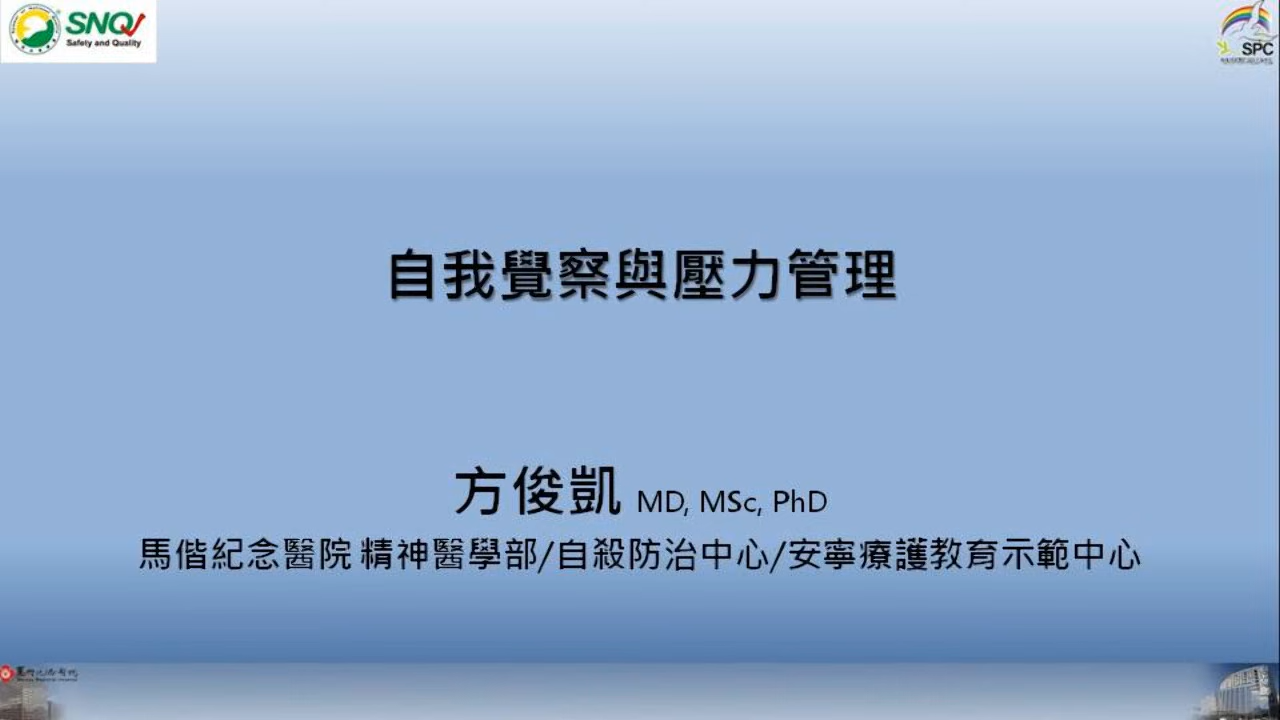 SNQ
Safety and Quality
SPC
自我覺察與壓力管理
方俊凱 MD, MSc, PhD
馬偕紀念醫院 精神醫學部/自殺防治中心/安寧療護教育示範中心